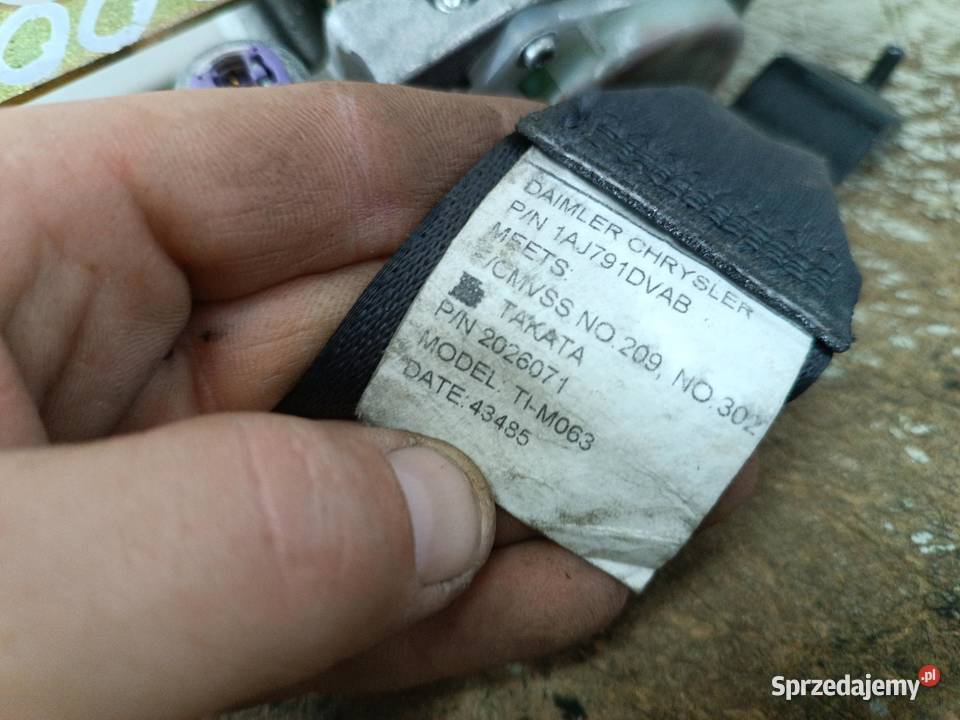 DAIMLER CHRYSLER
P/N 1AJ791DVAB
MEETS:
/CMVSS NO.209, NO.302
TAKATA
P/N 2026071
MODEL. TI-M063
DATE:43485
Sprzedajemy.pl